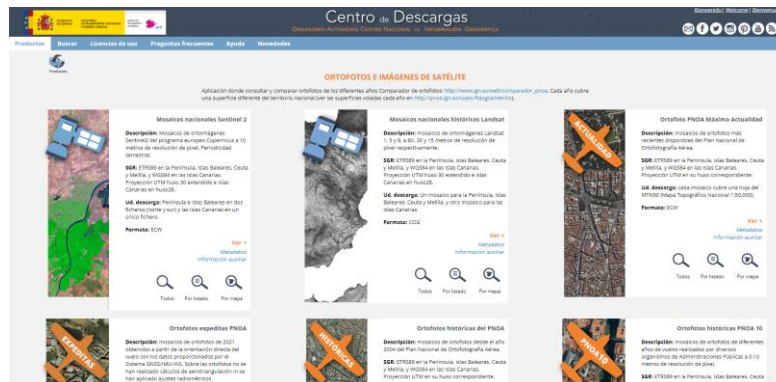 Centro de Descargas
ORGANISMO AUTÓNOMO CENTRO NACIONAL DE INFORMACIÓN GEOGRÁFICA
Bienvenido | Welcome | Bienvenue
Productos Buscar Licencias de uso Preguntas frecuentes Ayuda Novedades
Productos
ORTOFOTOS E IMÁGENES DE SATÉLITE
Aplicación donde consultar y comparar ortofotos de los diferentes años Comparador de ortofotos: http://www.ign.es/web/comparador_pnoa. Cada año cubre
una superficie diferente del territorio nacional (ver las superficies voladas cada año en http://pnoa.ign.es/vuelo-fotogrametrico).
Mosaicos nacionales Sentinel 2
Descripción: Mosaicos de ortoimágenes
Sentinel2 del programa europeo Copernicus a 10
metros de resolución de píxel. Periodicidad
semestral.
SGR: ETRS89 en la Península, Islas Baleares, Ceuta
y Melilla, y WGS84 en las Islas Canarias.
Proyección UTM huso 30 extendido e Islas
Canarias en huso28.
Ud. descarga: Península e Islas Baleares en dos
ficheros (norte y sur) y las Islas Canarias en un
único fichero.
Formato: ECW
Ver +
Metadatos
Información auxiliar
Todos Por listado Por mapa
Mosaicos nacionales históricos Landsat
Descripción: mosaicos de ortoimágenes Landsat
1, 5 y 8, a 80, 30 y 15 metros de resolución de
píxel respectivamente.
SGR: ETRS89 en la Península, Islas Baleares, Ceuta
y Melilla, y WGS84 en las Islas Canarias.
Proyección UTM huso 30 extendido e Islas
Canarias en huso28.
Ud. descarga: Un mosaico para la Península, Islas
Baleares, Ceuta y Melilla, y otro mosaico para las
Islas Canarias.
Formato: COG
Ver +
Metadatos
Información auxiliar
Todos Por listado Por mapa
ACTUALIDAD
Ortofoto PNOA Máxima Actualidad
Descripción: mosaicos de ortofotos más
recientes disponibles del Plan Nacional de
Ortofotografía Aérea.
SGR: ETRS89 en la Península, Islas Baleares, Ceuta
y Melilla, y WGS84 en las Islas Canarias.
Proyección UTM en su huso correspondiente.
Ud. descarga: cada mosaico cubre una hoja del
MTN50 (Mapa Topográfico Nacional 1:50.000).
Formato: ECW
Ver +
Metadatos
Información auxiliar
Todos Por listado Por mapa
EXPEDITAS
Ortofotos expeditas PNOA
Descripción: mosaicos de ortofotos de 2021
obtenidos a partir de la orientación directa del
vuelo con los datos proporcionados por el
Sistema GNSS/IMU-INS. Sobre las ortofotos no se
han realizado cálculos de aerotriangulación ni se
han aplicado ajustes radiométricos.
HISTÓRICAS
Ortofotos históricas del PNOA
Descripción: mosaicos de ortofotos desde el año
2004 del Plan Nacional de Ortofotografía Aérea.
SGR: ETRS89 en la Península, Islas Baleares, Ceuta
y Melilla, y WGS84 en las Islas Canarias.
Proyección UTM en su huso correspondiente.
PNOA10
Ortofotos históricas PNOA 10
Descripción: mosaicos de ortofotos de diferentes
años de vuelos realizados por diversos
organismos de Administraciones Públicas a 0.10
metros de resolución de píxel.
SGR: ETRS89 en la Península, Islas Baleares, Ceuta